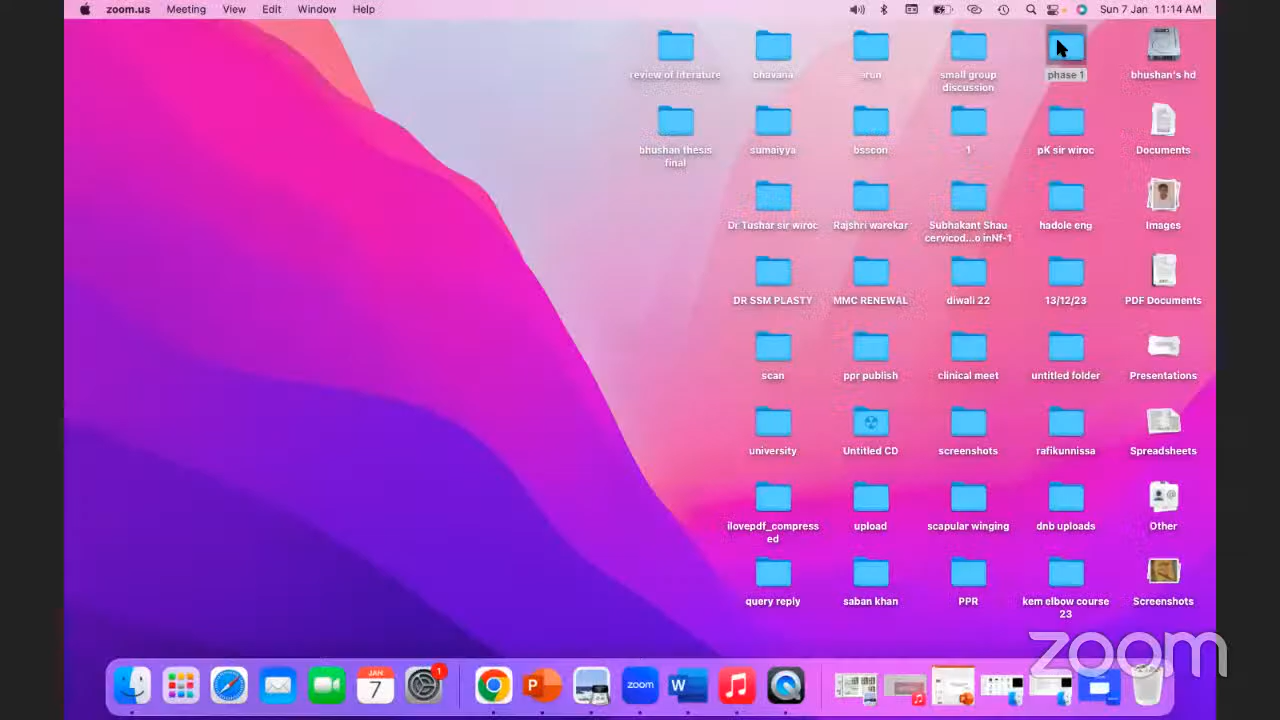 zoom.us Meeting View Edit Window Help Sun 7 Jan 11:14 AM
review of literature bhavana arun small group discussion phase 1 bhushan's hd
bhushan thesis final sumaiyya bsscon 1 pK sir wiroc Documents
Dr Tushar sir wiroc Rajshri warekar Subhakant Shau cervicod...o inNf-1 hadole eng Images
DR SSM PLASTY MMC RENEWAL diwali 22 13/12/23 PDF Documents
scan ppr publish clinical meet untitled folder Presentations
university Untitled CD screenshots rafikunnissa Spreadsheets
ilovepdf_compressed upload scapular winging dnb uploads Other
query reply saban khan PPR kem elbow course 23 Screenshots
zoom
JAN
7
1
zoom
P
W